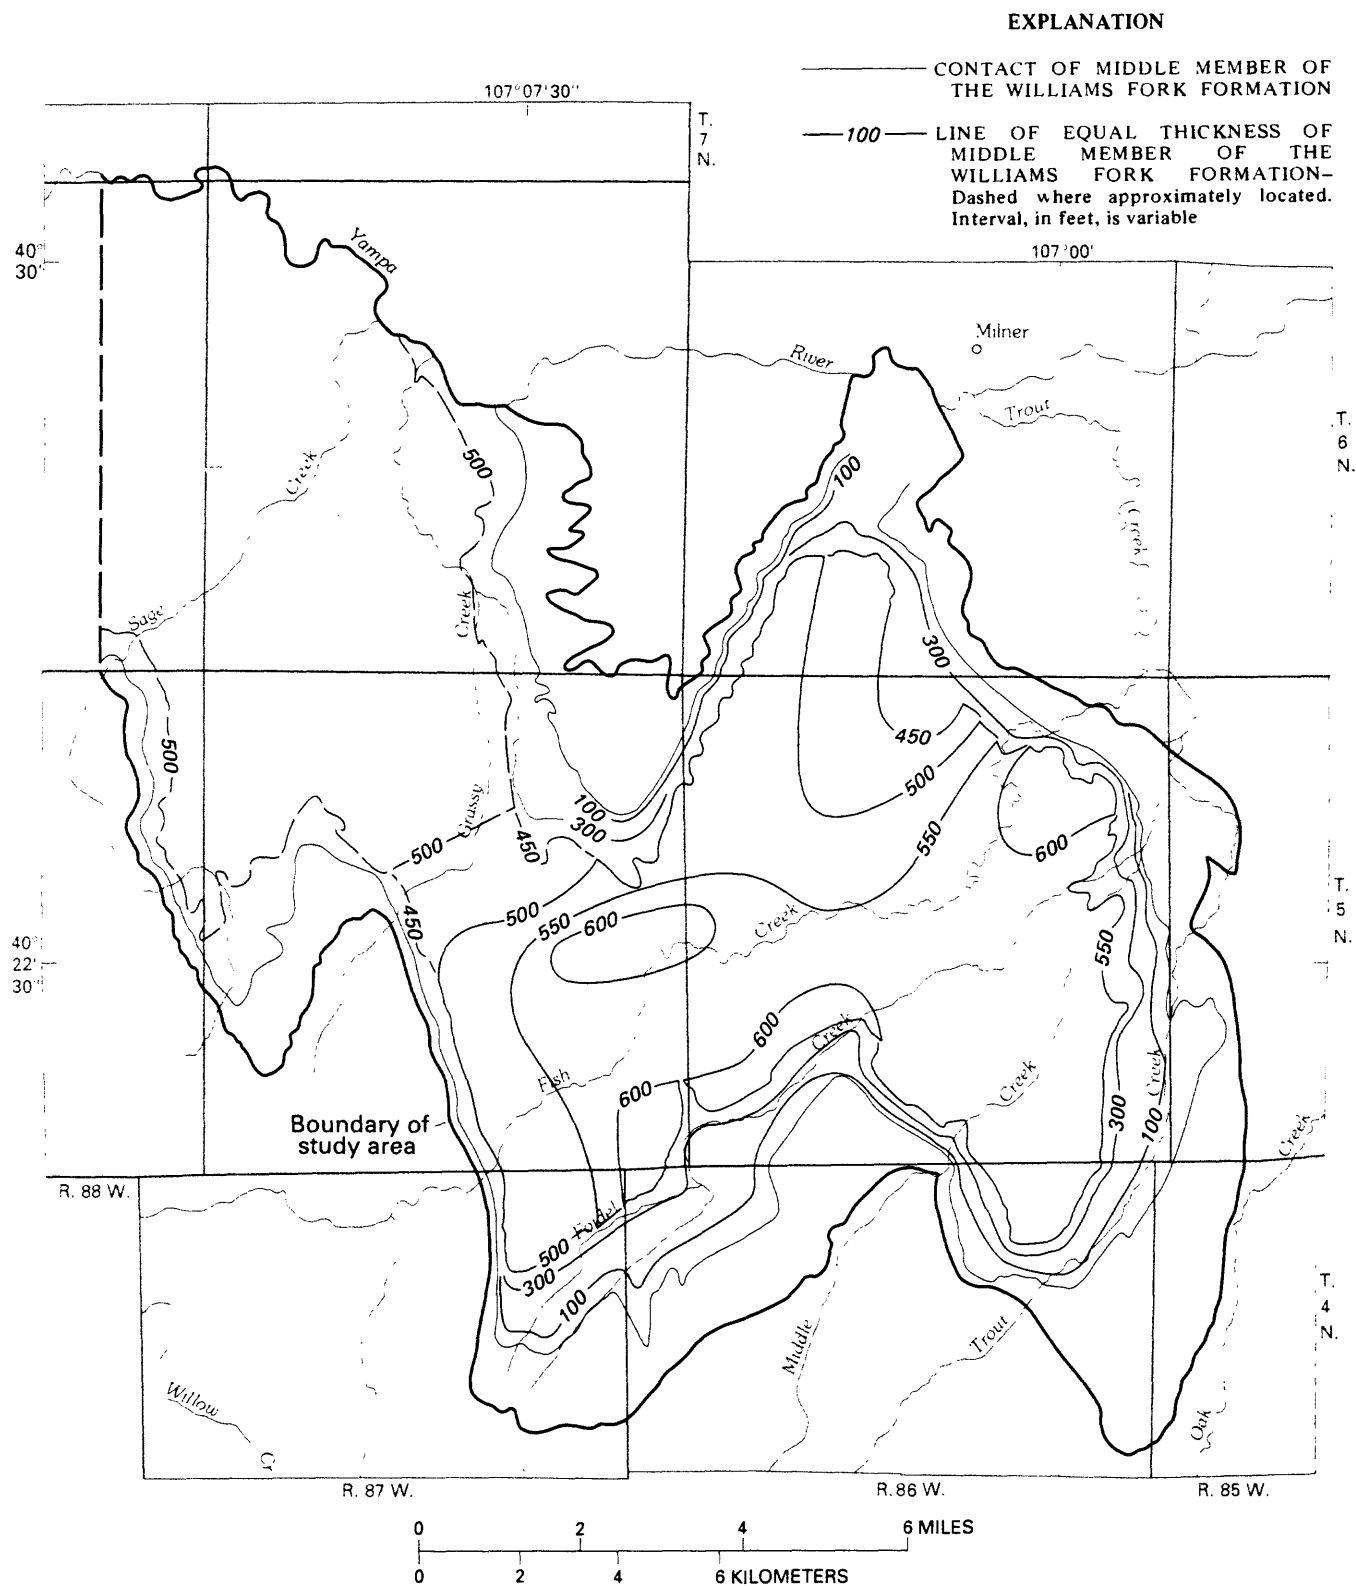 EXPLANATION
CONTACT OF MIDDLE MEMBER OF
THE WILLIAMS FORK FORMATION
100
LINE OF EQUAL THICKNESS OF
MIDDLE MEMBER OF THE
WILLIAMS FORK FORMATION–
Dashed where approximately located.
Interval, in feet, is variable
107°07'30"
T.
7
N.
40°
30'
107°00'
Yampa
River
Milner
Trout
Creek
T.
6
N.
500
100
Creek
Sage
Creek
300
500
450
500
Grassy
100
300
450
500
550
600
450
500
550
600
550
600
Creek
T.
5
N.
40°
22'
30"
550
600
Creek
Fish
600
Creek
Creek
300
100
Creek
Boundary of
study area
R. 88 W.
Foidel
500
300
100
T.
4
N.
Middle
Trout
Oak
Willow
Cr
R. 87 W.
R. 86 W.
R. 85 W.
0 2 4 6 MILES
0 2 4 6 KILOMETERS